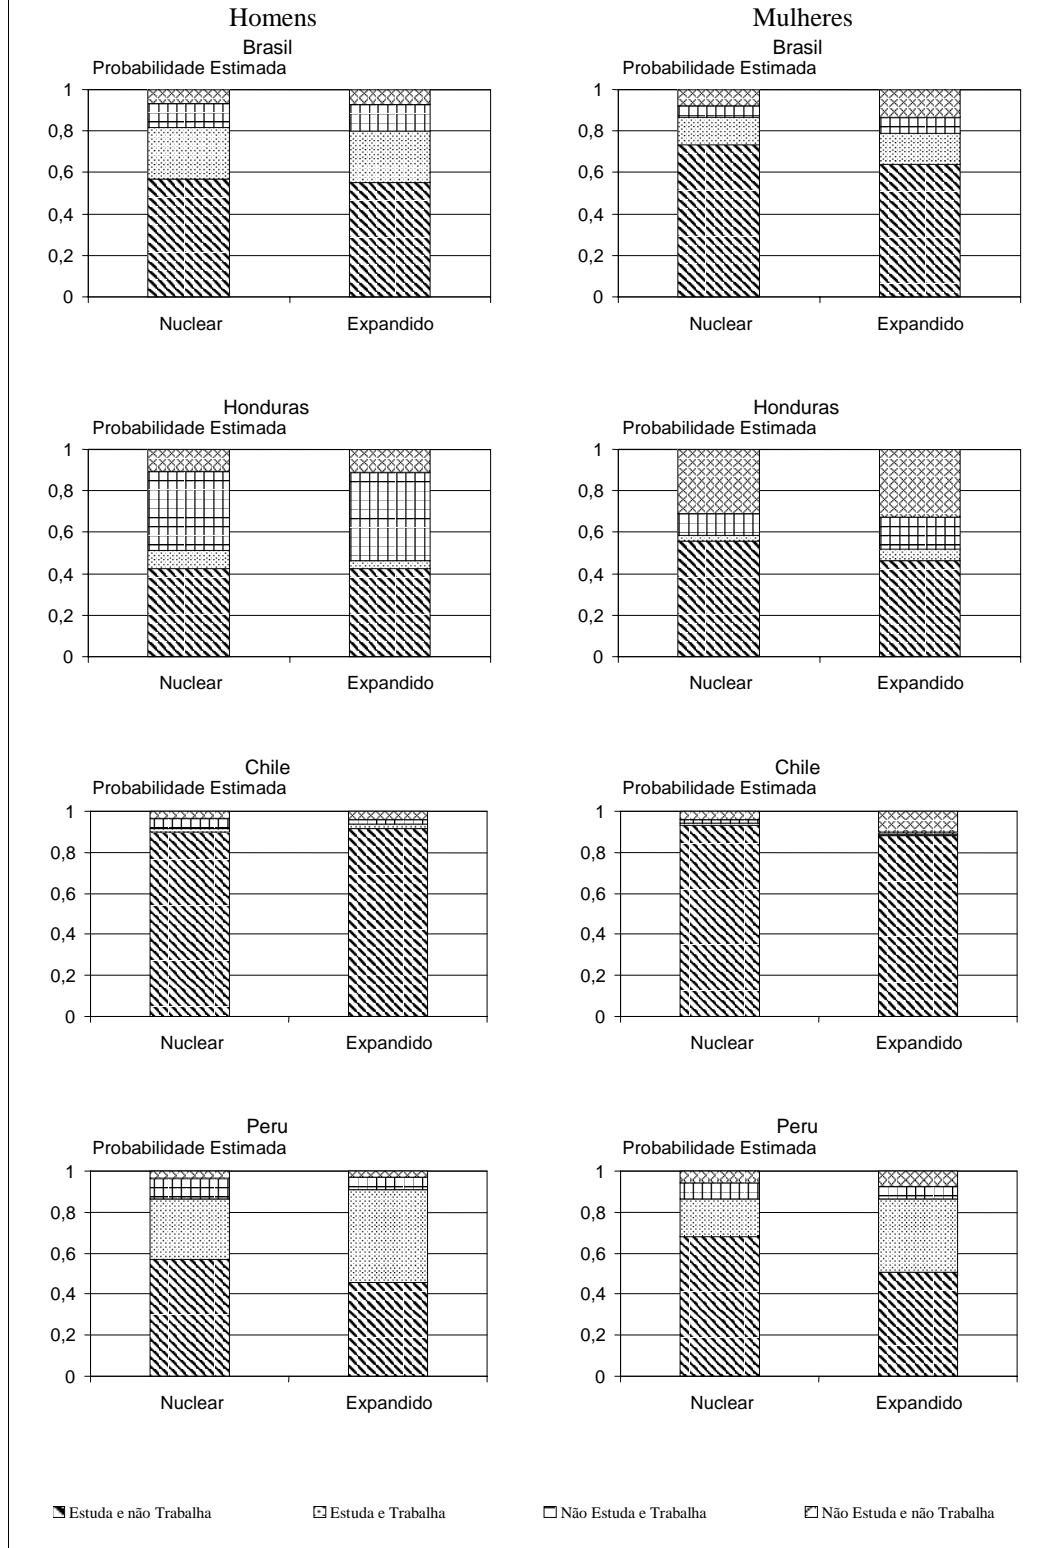 Homens Mulheres
Brasil Brasil
Probabilidade Estimada Probabilidade Estimada
1 1
0,8 0,8
0,6 0,6
0,4 0,4
0,2 0,2
0 0
Nuclear Expandido Nuclear Expandido
Honduras Honduras
Probabilidade Estimada Probabilidade Estimada
1 1
0,8 0,8
0,6 0,6
0,4 0,4
0,2 0,2
0 0
Nuclear Expandido Nuclear Expandido
Chile Chile
Probabilidade Estimada Probabilidade Estimada
1 1
0,8 0,8
0,6 0,6
0,4 0,4
0,2 0,2
0 0
Nuclear Expandido Nuclear Expandido
Peru Peru
Probabilidade Estimada Probabilidade Estimada
1 1
0,8 0,8
0,6 0,6
0,4 0,4
0,2 0,2
0 0
Nuclear Expandido Nuclear Expandido
Estuda e não Trabalha Estuda e Trabalha Não Estuda e Trabalha Não Estuda e não Trabalha